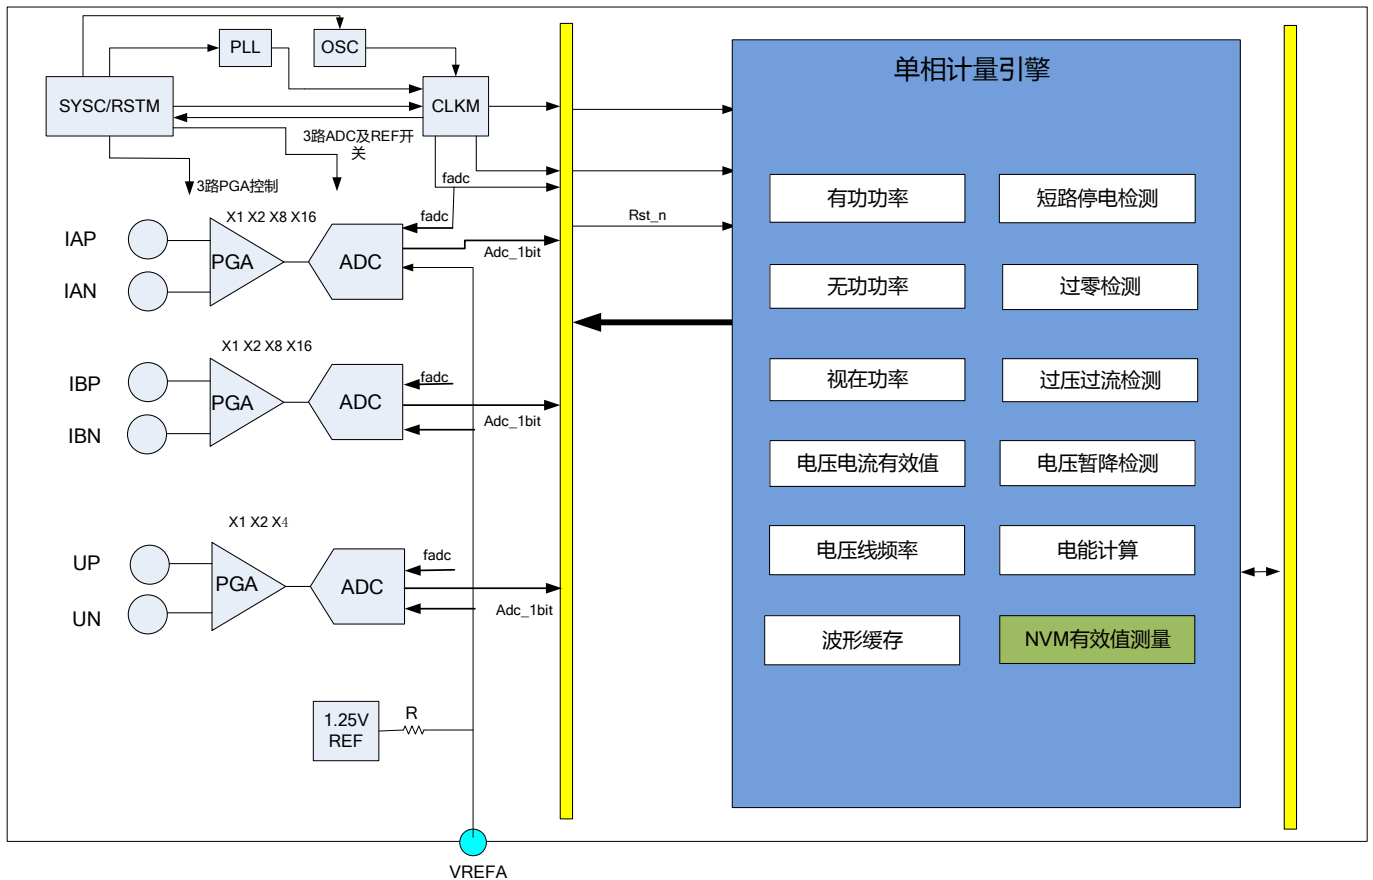 PLL
OSC
单相计量引擎
SYSC/RSTM
CLKM
3路ADC及REF开
关
fadc
3路PGA控制
有功功率
短路停电检测
X1 X2 X8 X16
fadc
Rst_n
IAP
PGA
ADC
Adc_1bit
IAN
无功功率
过零检测
X1 X2 X8 X16
IBP
PGA
ADC
fadc
视在功率
过压过流检测
Adc_1bit
IBN
电压电流有效值
电压暂降检测
X1 X2 X4
UP
fadc
电压线频率
电能计算
PGA
ADC
Adc_1bit
UN
波形缓存
NVM有效值测量
1.25V
REF
R
VREFA